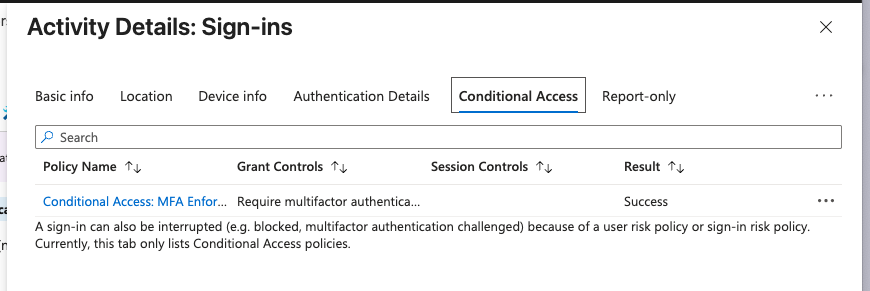 Activity Details: Sign-ins
Basic info Location Device info Authentication Details Conditional Access Report-only ...
Search
Policy Name ↑↓ Grant Controls ↑↓ Session Controls ↑↓ Result ↑↓
Conditional Access: MFA Enfor... Require multifactor authentica... Success ...
A sign-in can also be interrupted (e.g. blocked, multifactor authentication challenged) because of a user risk policy or sign-in risk policy.
Currently, this tab only lists Conditional Access policies.